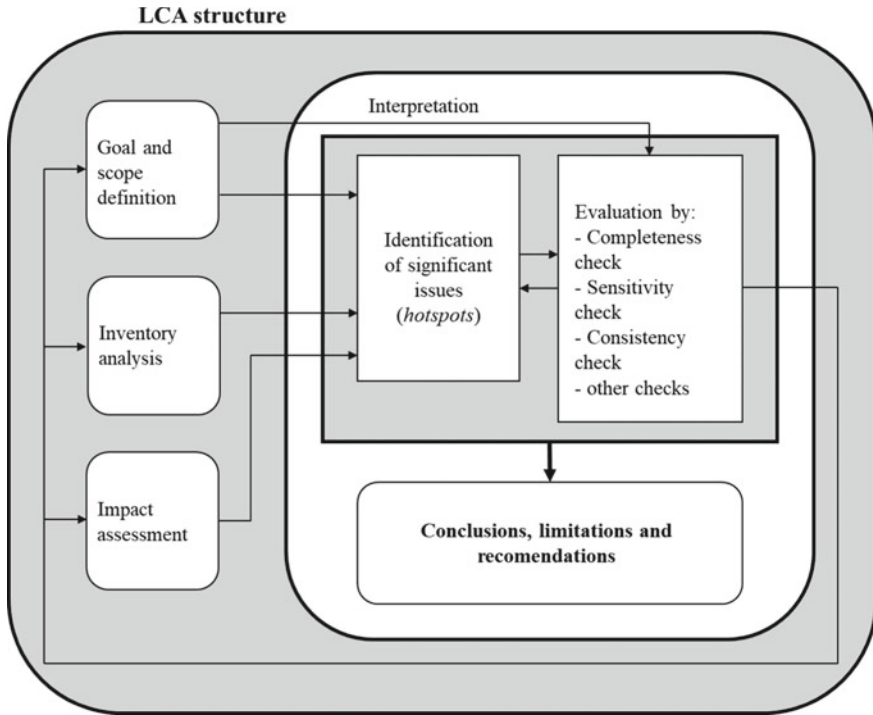 LCA structure
Interpretation
Goal and
scope
definition
Identification
of significant
issues
(hotspots)
Evaluation by:
- Completeness
check
- Sensitivity
check
- Consistency
check
- other checks
Inventory
analysis
Impact
assessment
Conclusions, limitations and
recomendations